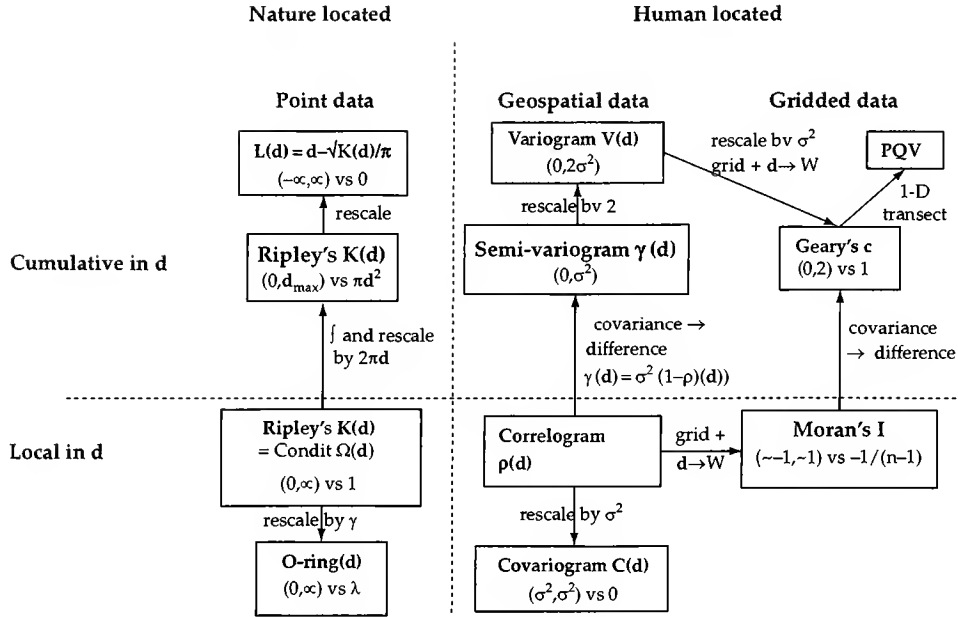 Nature located
Human located
Point data
Geospatial data
Gridded data
L(d) = d–√K(d)/π
(-∝,∝) vs 0
Variogram V(d)
(0,2σ²)
rescale bv σ²
grid + d→ W
PQV
1-D
transect
rescale
rescale bv 2
Cumulative in d
Ripley's K(d)
(0,dmax) vs πd²
Semi-variogram γ (d)
(0,σ²)
Geary's c
(0,2) vs 1
∫ and rescale
by 2πd
covariance →
difference
γ(d) = σ² (1–ρ)(d))
covariance
→ difference
Local in d
Ripley's K(d)
= Condit Ω(d)
(0,∝) vs 1
Correlogram
ρ(d)
grid +
d→W
Moran's I
(~–1,~1) vs –1/(n–1)
rescale by γ
rescale by σ²
O-ring(d)
(0,∝) vs λ
Covariogram C(d)
(σ²,σ²) vs 0